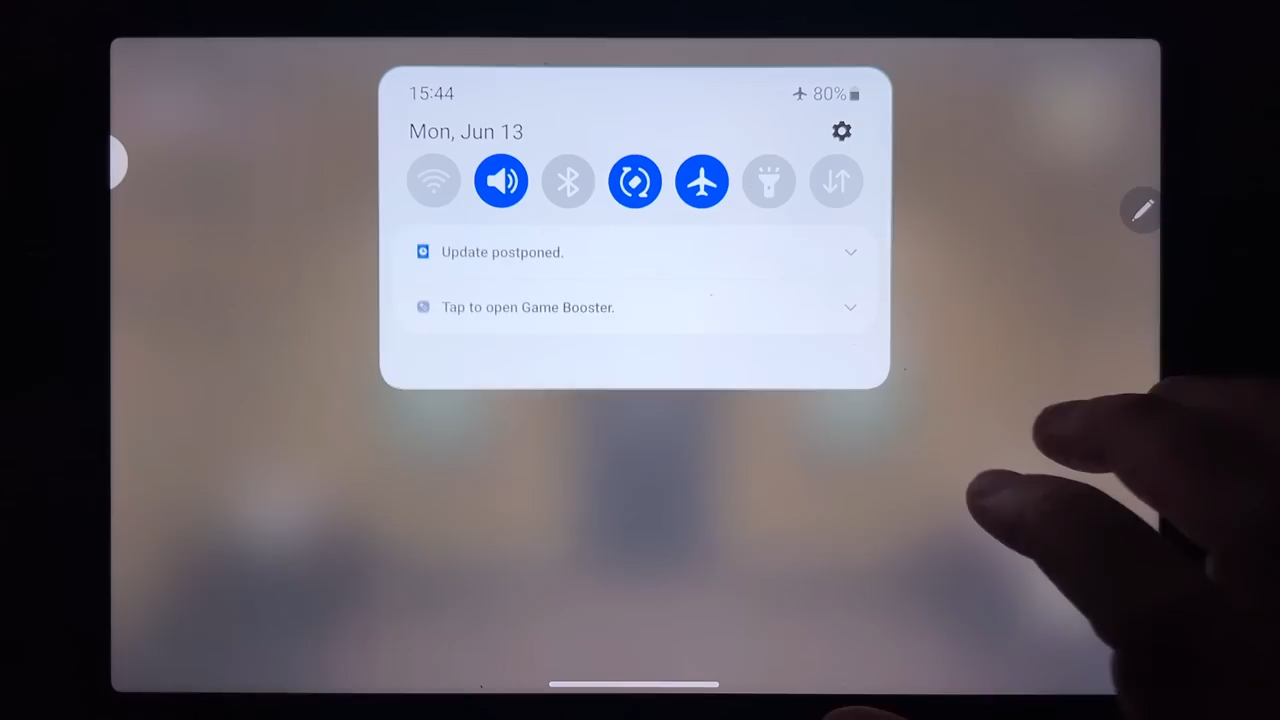 15:44
80%
Mon, Jun 13
Update postponed.
Tap to open Game Booster.